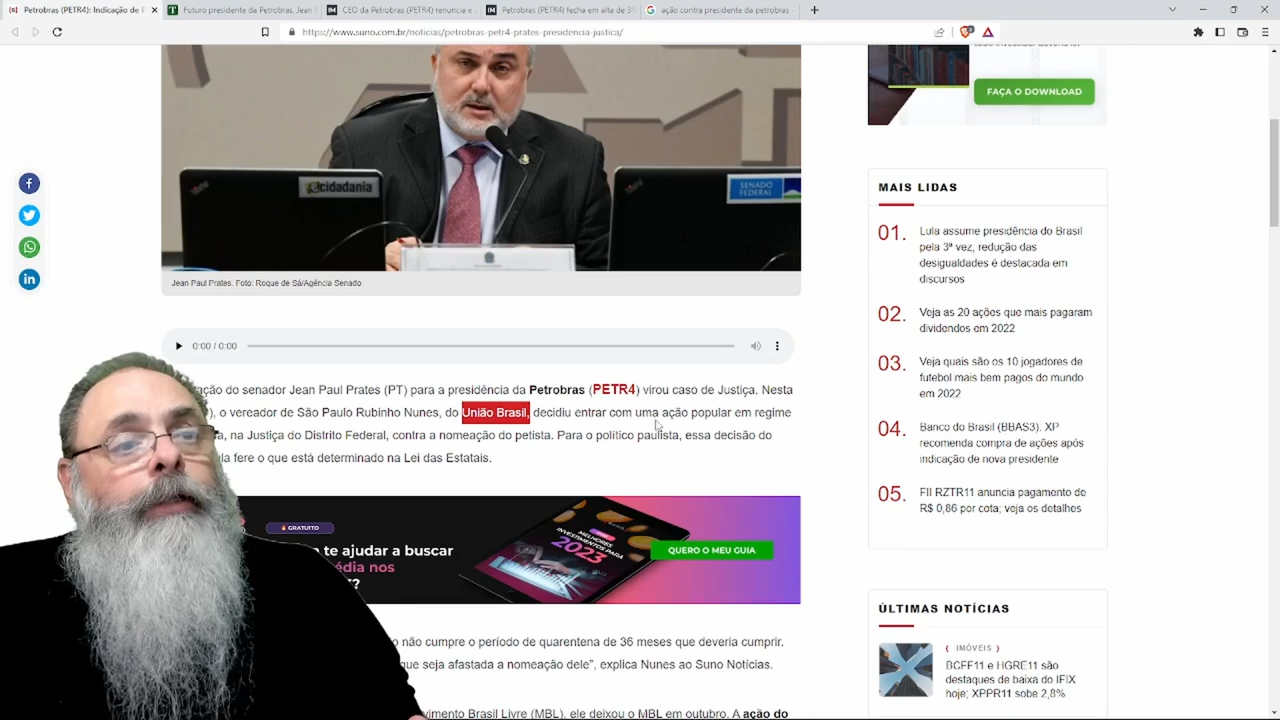 Petrobras (PETR4): Indicação de P
Futuro presidente da Petrobras, Jean P
CEO da Petrobras (PETR4) renuncia e
Petrobras (PETR4) fecha em alta de 3%
ação contra presidente da petrobras -
https://www.suno.com.br/noticias/petrobras-petr4-prates-presidencia-justica/
cidadania
SENADO
FEDERAL
Jean Paul Prates. Foto: Roque de Sá/Agência Senado
0:00 / 0:00
ação do senador Jean Paul Prates (PT) para a presidência da Petrobras (PETR4) virou caso de Justiça. Nesta
), o vereador de São Paulo Rubinho Nunes, do União Brasil, decidiu entrar com uma ação popular em regime
, na Justiça do Distrito Federal, contra a nomeação do petista. Para o político paulista, essa decisão do
ula fere o que está determinado na Lei das Estatais.
GRATUITO
te ajudar a buscar
édia nos
?
MELHORES
INVESTIMENTOS PARA
2023
QUERO O MEU GUIA
o não cumpre o período de quarentena de 36 meses que deveria cumprir.
que seja afastada a nomeação dele”, explica Nunes ao Suno Notícias.
vimento Brasil Livre (MBL), ele deixou o MBL em outubro. A ação do
FAÇA O DOWNLOAD
MAIS LIDAS
01. Lula assume presidência do Brasil
pela 3ª vez, redução das
desigualdades é destacada em
discursos
02. Veja as 20 ações que mais pagaram
dividendos em 2022
03. Veja quais são os 10 jogadores de
futebol mais bem pagos do mundo
em 2022
04. Banco do Brasil (BBAS3): XP
recomenda compra de ações após
indicação de nova presidente
05. FII RZTR11 anuncia pagamento de
R$ 0,86 por cota; veja os detalhes
ÚLTIMAS NOTÍCIAS
( IMÓVEIS )
BCFF11 e HGRE11 são
destaques de baixa do IFIX
hoje; XPPR11 sobe 2,8%